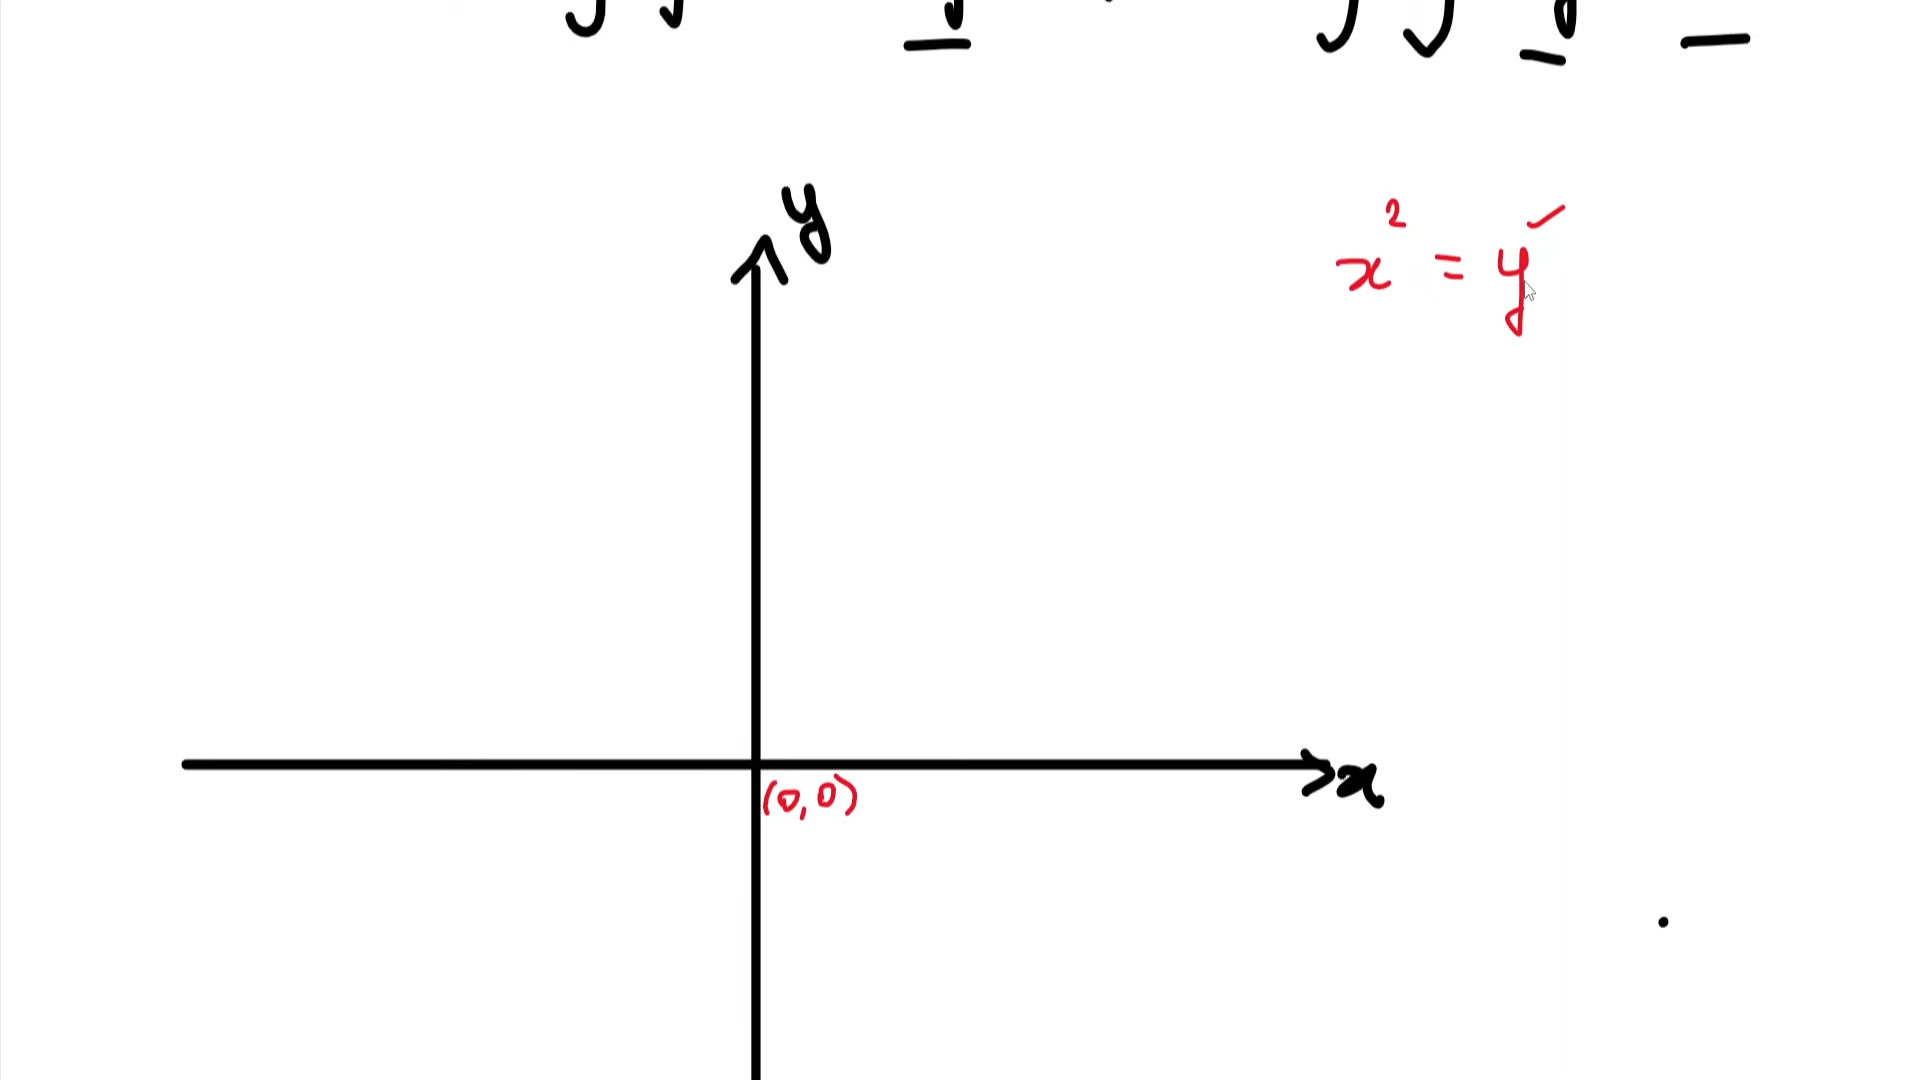 y
x² = y
x
(0,0)